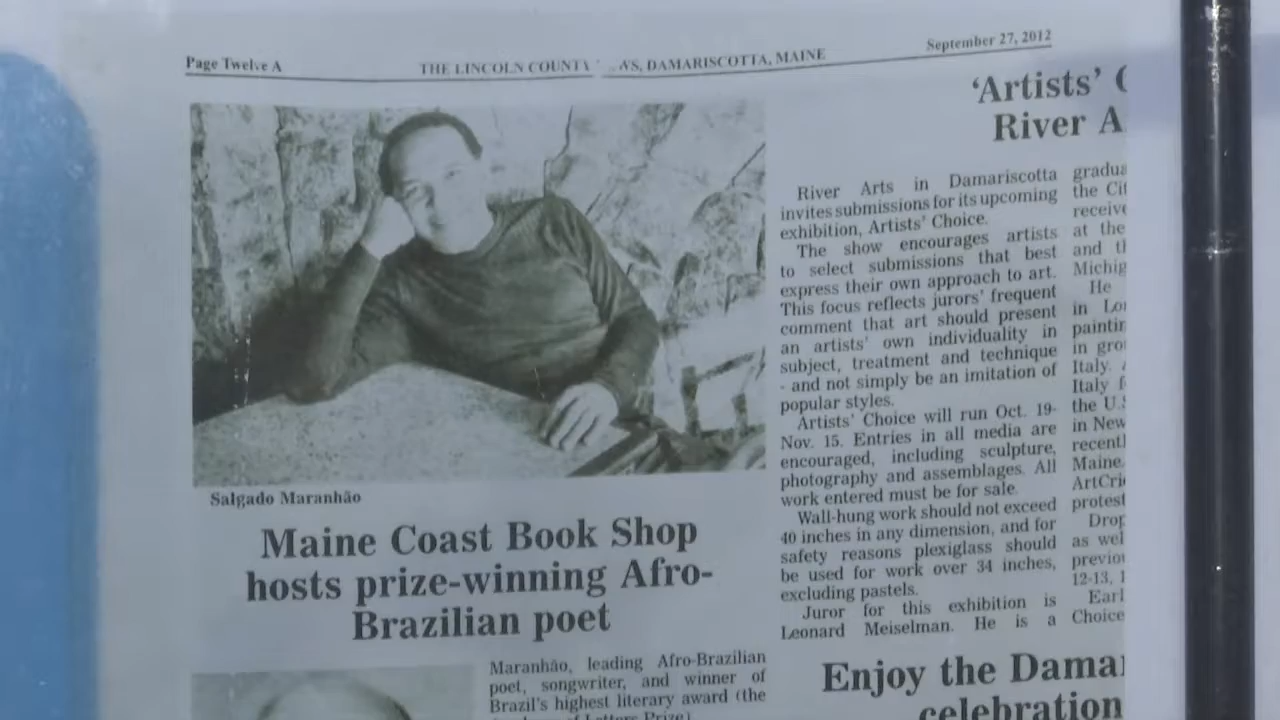 Page Twelve A
THE LINCOLN COUNTY DAMARISCOTTA, MAINE
September 27, 2012
Salgado Maranhão
Maine Coast Book Shop
hosts prize-winning Afro-
Brazilian poet
Maranhão, leading Afro-Brazilian
poet, songwriter, and winner of
Brazil's highest literary award (the
Letters Prize)
'Artists'
River A
River Arts in Damariscotta
invites submissions for its upcoming
exhibition, Artists' Choice.
The show encourages artists
to select submissions that best
express their own approach to art.
This focus reflects jurors' frequent
comment that art should present
an artists' own individuality in
subject, treatment and technique
- and not simply be an imitation of
popular styles.
Artists' Choice will run Oct. 19-
Nov. 15. Entries in all media are
encouraged, including sculpture,
photography and assemblages. All
work entered must be for sale.
Wall-hung work should not exceed
40 inches in any dimension, and for
safety reasons plexiglass should
be used for work over 34 inches,
excluding pastels.
Juror for this exhibition is
Leonard Meiselman. He is a
gradua
the Cit
receive
at the
and th
Michig
He
in Lon
paintin
in gro
Italy.
Italy f
the U.S
in New
recentl
Maine.
ArtCri
protest
Drop
as wel
previou
12-13,
Earl
Choice
Enjoy the Damar
celebration